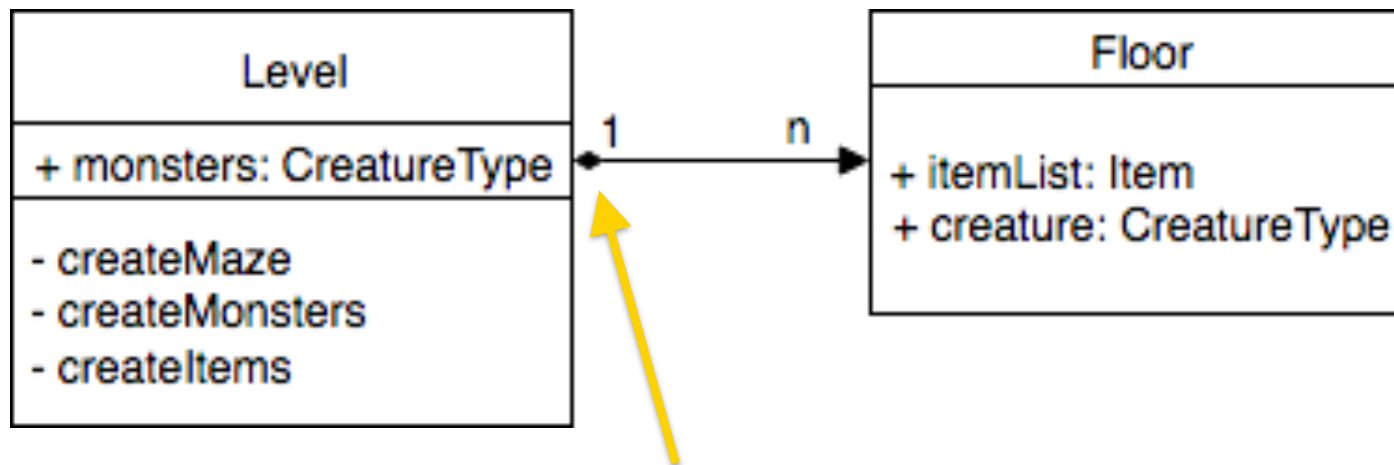 Level
+ monsters: CreatureType
- createMaze
- createMonsters
- createItems
1
n
Floor
+ itemList: Item
+ creature: CreatureType